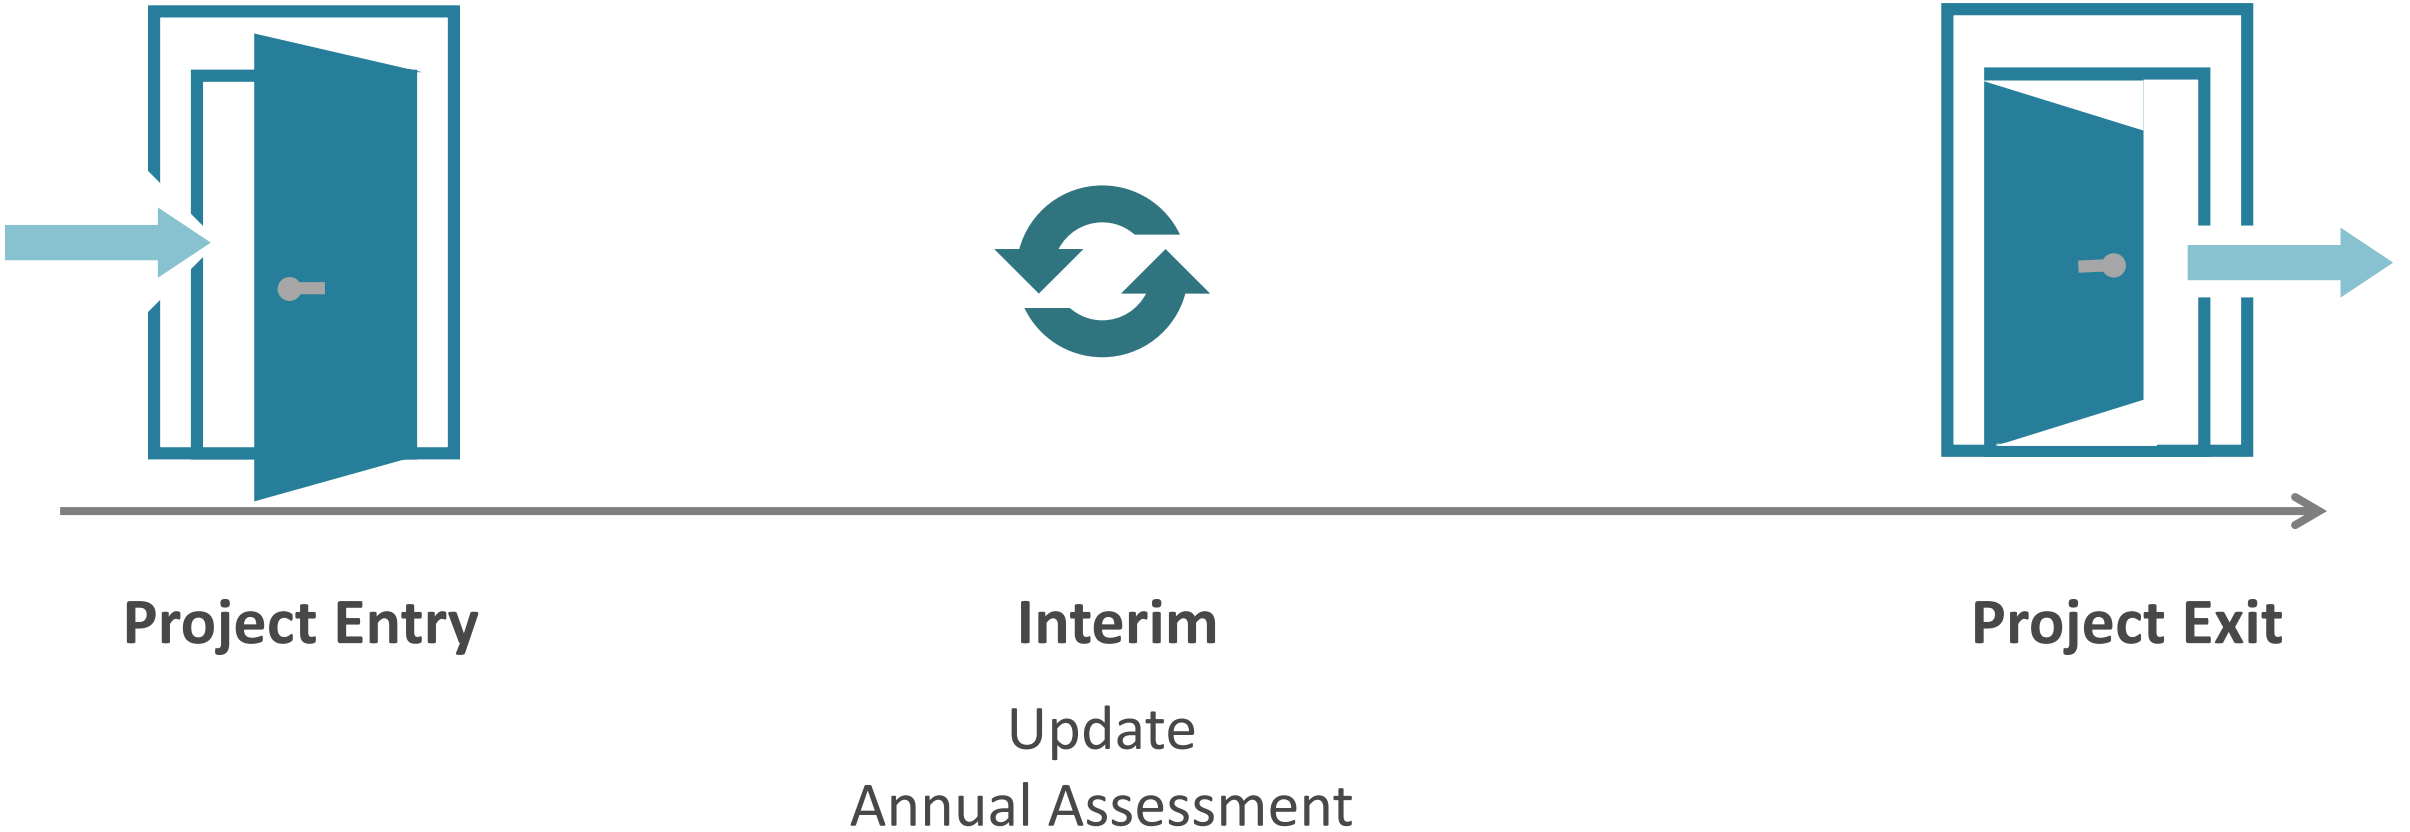 Project Entry
Interim
Project Exit
Update
Annual Assessment